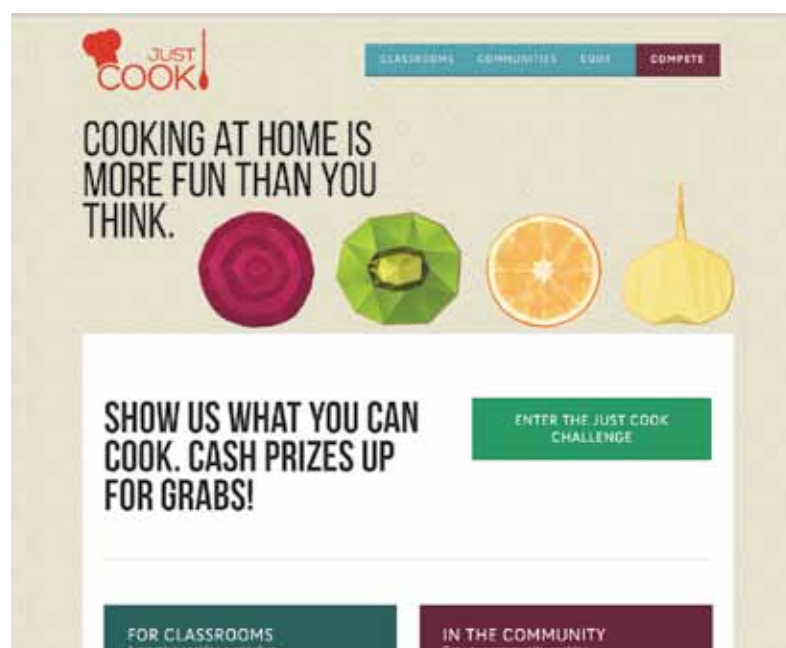 JUST
COOK
CLASSROOMS COMMUNITIES COOK COMPETE
COOKING AT HOME IS
MORE FUN THAN YOU
THINK.
SHOW US WHAT YOU CAN
COOK. CASH PRIZES UP
FOR GRABS!
ENTER THE JUST COOK
CHALLENGE
FOR CLASSROOMS
IN THE COMMUNITY